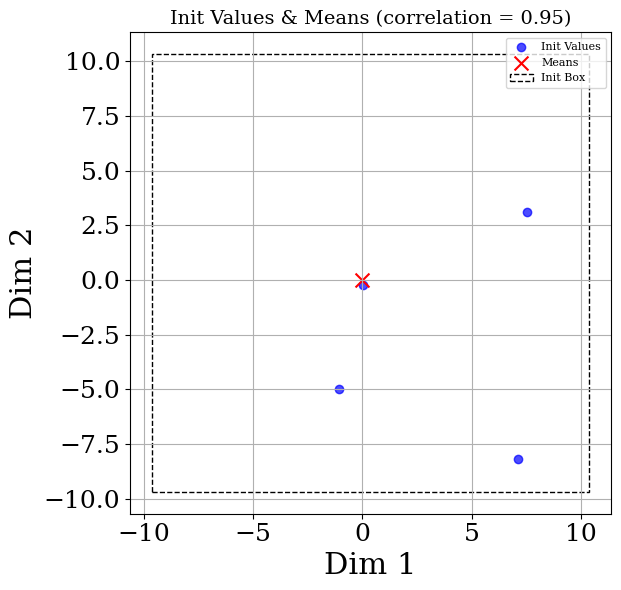 Init Values & Means (correlation = 0.95)
Init Values
Means
Init Box
10.0
7.5
5.0
2.5
0.0
−2.5
−5.0
−7.5
−10.0
Dim 2
−10
−5
0
5
10
Dim 1